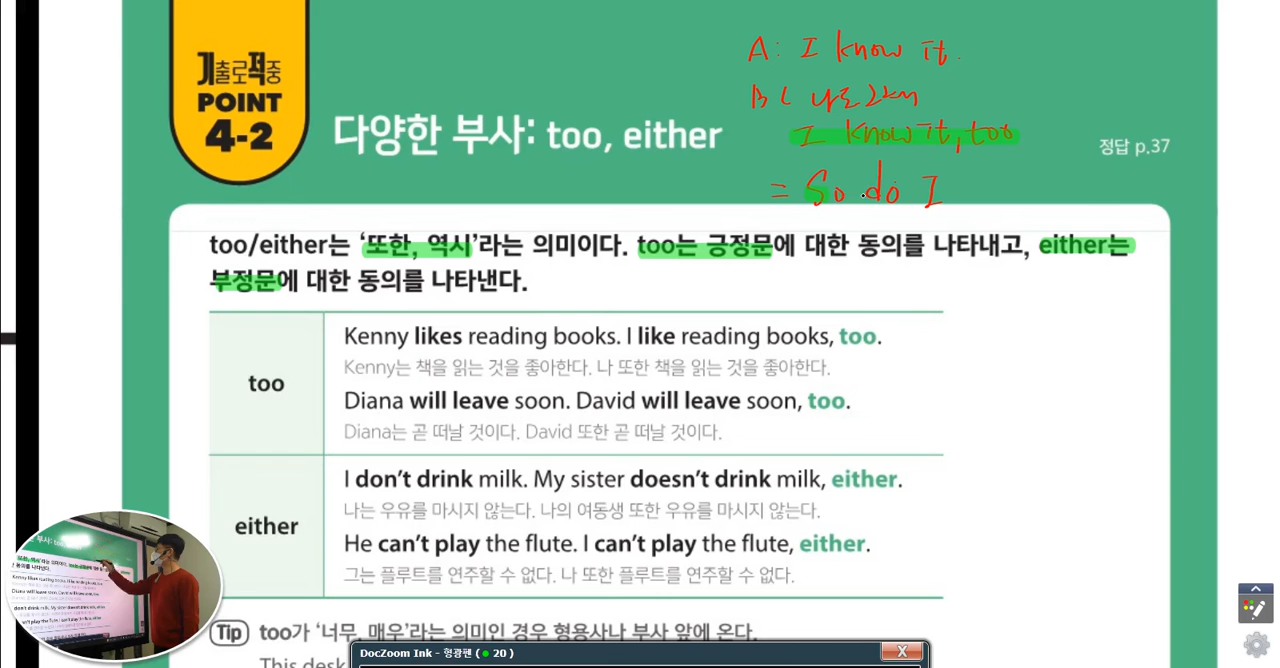 기출로적중
POINT
4-2
다양한 부사: too, either
A: I know it.
B
I know it, too
= So do I
정답 p.37
too/either는 ‘또한, 역시’라는 의미이다. too는 긍정문에 대한 동의를 나타내고, either는
부정문에 대한 동의를 나타낸다.
too
Kenny likes reading books. I like reading books, too.
Kenny는 책을 읽는 것을 좋아한다. 나 또한 책을 읽는 것을 좋아한다.
Diana will leave soon. David will leave soon, too.
Diana는 곧 떠날 것이다. David 또한 곧 떠날 것이다.
either
I don’t drink milk. My sister doesn’t drink milk, either.
나는 우유를 마시지 않는다. 나의 여동생 또한 우유를 마시지 않는다.
He can’t play the flute. I can’t play the flute, either.
그는 플루트를 연주할 수 없다. 나 또한 플루트를 연주할 수 없다.
Tip too가 ‘너무, 매우’라는 의미인 경우 형용사나 부사 앞에 온다.
This desk
DocZoom Ink - 형광펜 ( 20 )
X